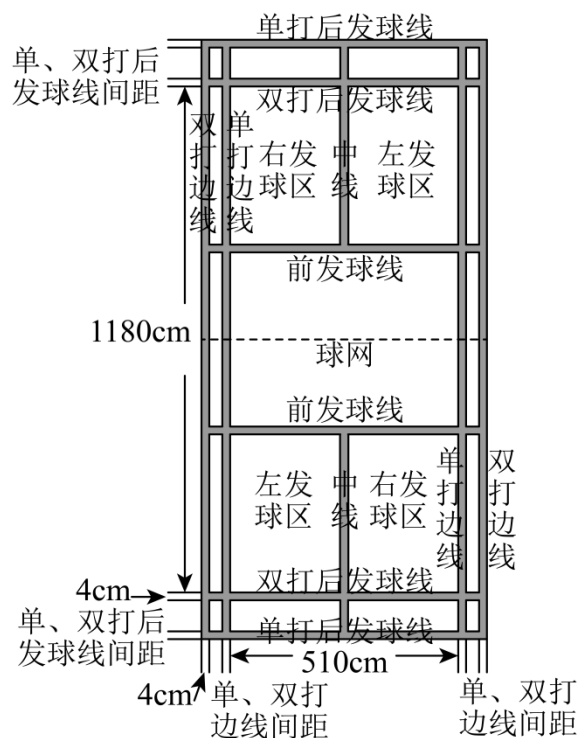 单打后发球线
单、双打后
发球线间距
双打后发球线
双打边线
单打边线
右发
球区
中线
左发
球区
前发球线
1180cm
球网
前发球线
左发
球区
中线
右发
球区
单打边线
双打边线
4cm
双打后发球线
单、双打后
发球线间距
单打后发球线
510cm
4cm
单、双打
边线间距
单、双打
边线间距